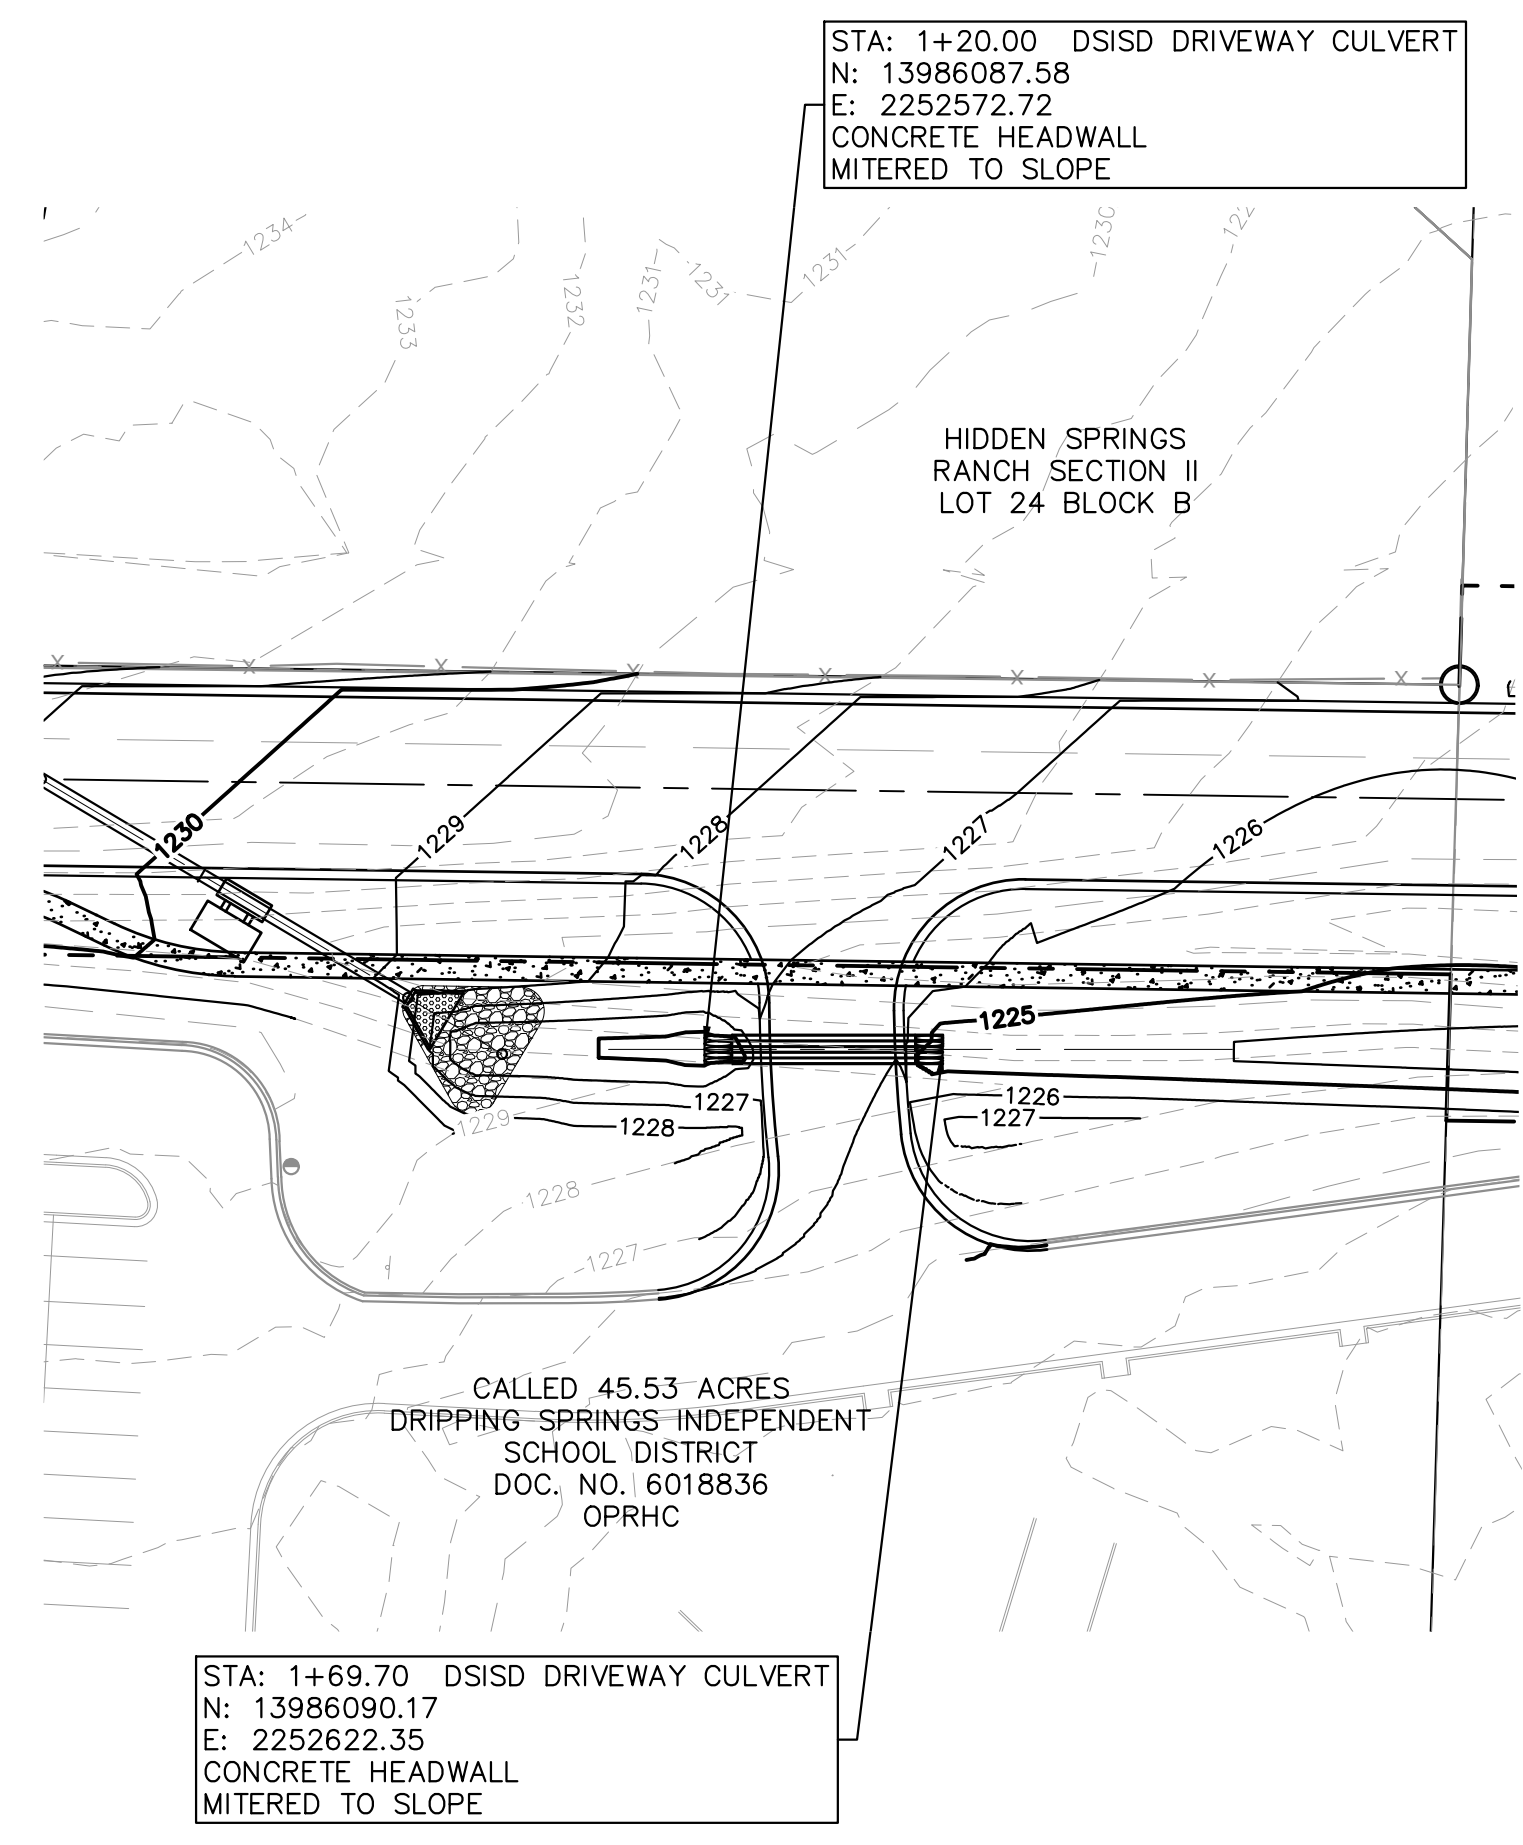 STA: 1+20.00 DSISD DRIVEWAY CULVERT
N: 13986087.58
E: 2252572.72
CONCRETE HEADWALL
MITERED TO SLOPE
1234
1233
1232
1231
1231
1231
1230
HIDDEN SPRINGS
RANCH SECTION II
LOT 24 BLOCK B
X X X X X X X X
1230
1229
1228
1227
1226
1225
1227
1228
1226
1227
1229
1228
1227
CALLED 45.53 ACRES
DRIPPING SPRINGS INDEPENDENT
SCHOOL DISTRICT
DOC. NO. 6018836
OPRHC
STA: 1+69.70 DSISD DRIVEWAY CULVERT
N: 13986090.17
E: 2252622.35
CONCRETE HEADWALL
MITERED TO SLOPE